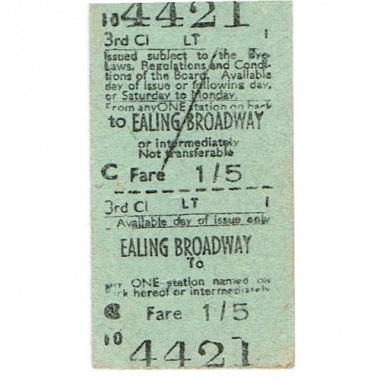 10 4421
3rd Cl LT 1
Issued subject to the Bye-
Laws, Regulations and Condi-
tions of the Board. Available
day of issue or following day,
or Saturday to Monday.
From any ONE station on back
to EALING BROADWAY
or intermediately
Not transferable
C Fare 1/5
3rd Cl LT 1
Available day of issue only
EALING BROADWAY
To
any ONE station named on
back hereof or intermediately
C Fare 1/5
10
4421